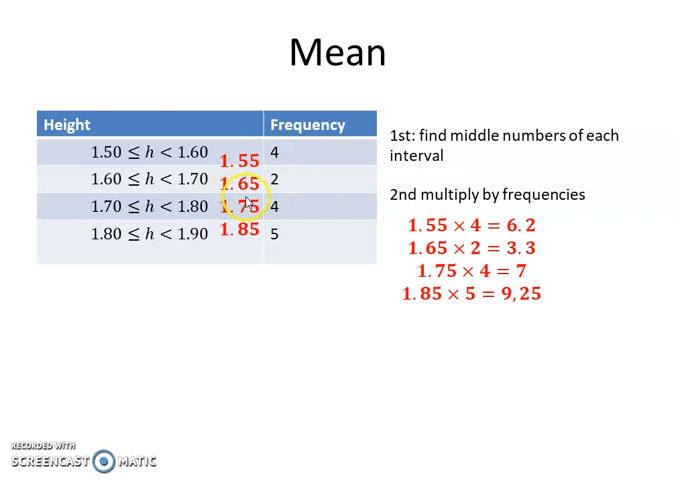 Mean
Height Frequency
1.50 ≤ h < 1.60 4
1.55
1.60 ≤ h < 1.70 2
1.65
1.70 ≤ h < 1.80 4
1.75
1.80 ≤ h < 1.90 5
1.85
1st: find middle numbers of each
interval
2nd multiply by frequencies
1.55 × 4 = 6.2
1.65 × 2 = 3.3
1.75 × 4 = 7
1.85 × 5 = 9,25
RECORDED WITH
SCREENCAST MATIC